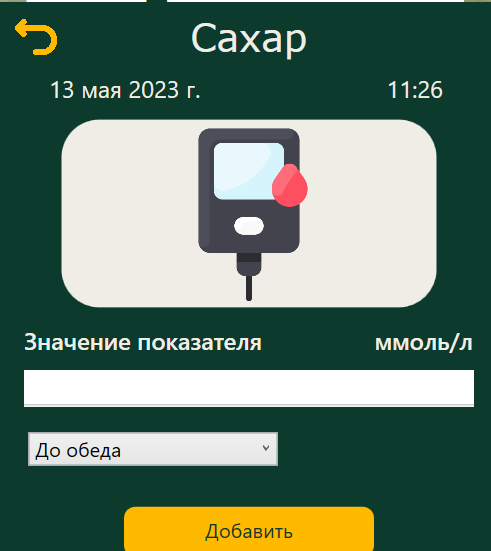 Сахар
13 мая 2023 г. 11:26
Значение показателя ммоль/л
До обеда
Добавить